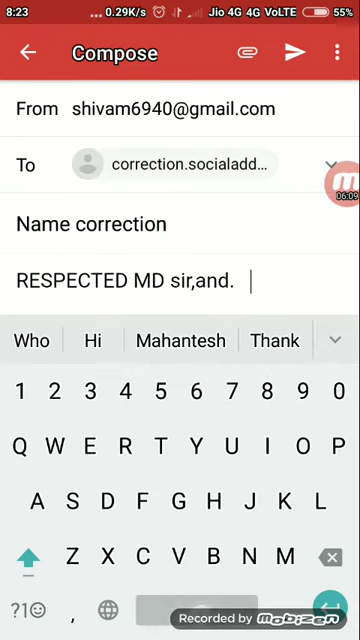 8:23 ...0.29K/s Jio 4G 4G VoLTE 55%
Compose
From shivam6940@gmail.com
To correction.socialadd...
06:09
Name correction
RESPECTED MD sir,and.
Who Hi Mahantesh Thank
1 2 3 4 5 6 7 8 9 0
Q W E R T Y U I O P
A S D F G H J K L
Z X C V B N M
?1☺ ,
Recorded by Mobizen